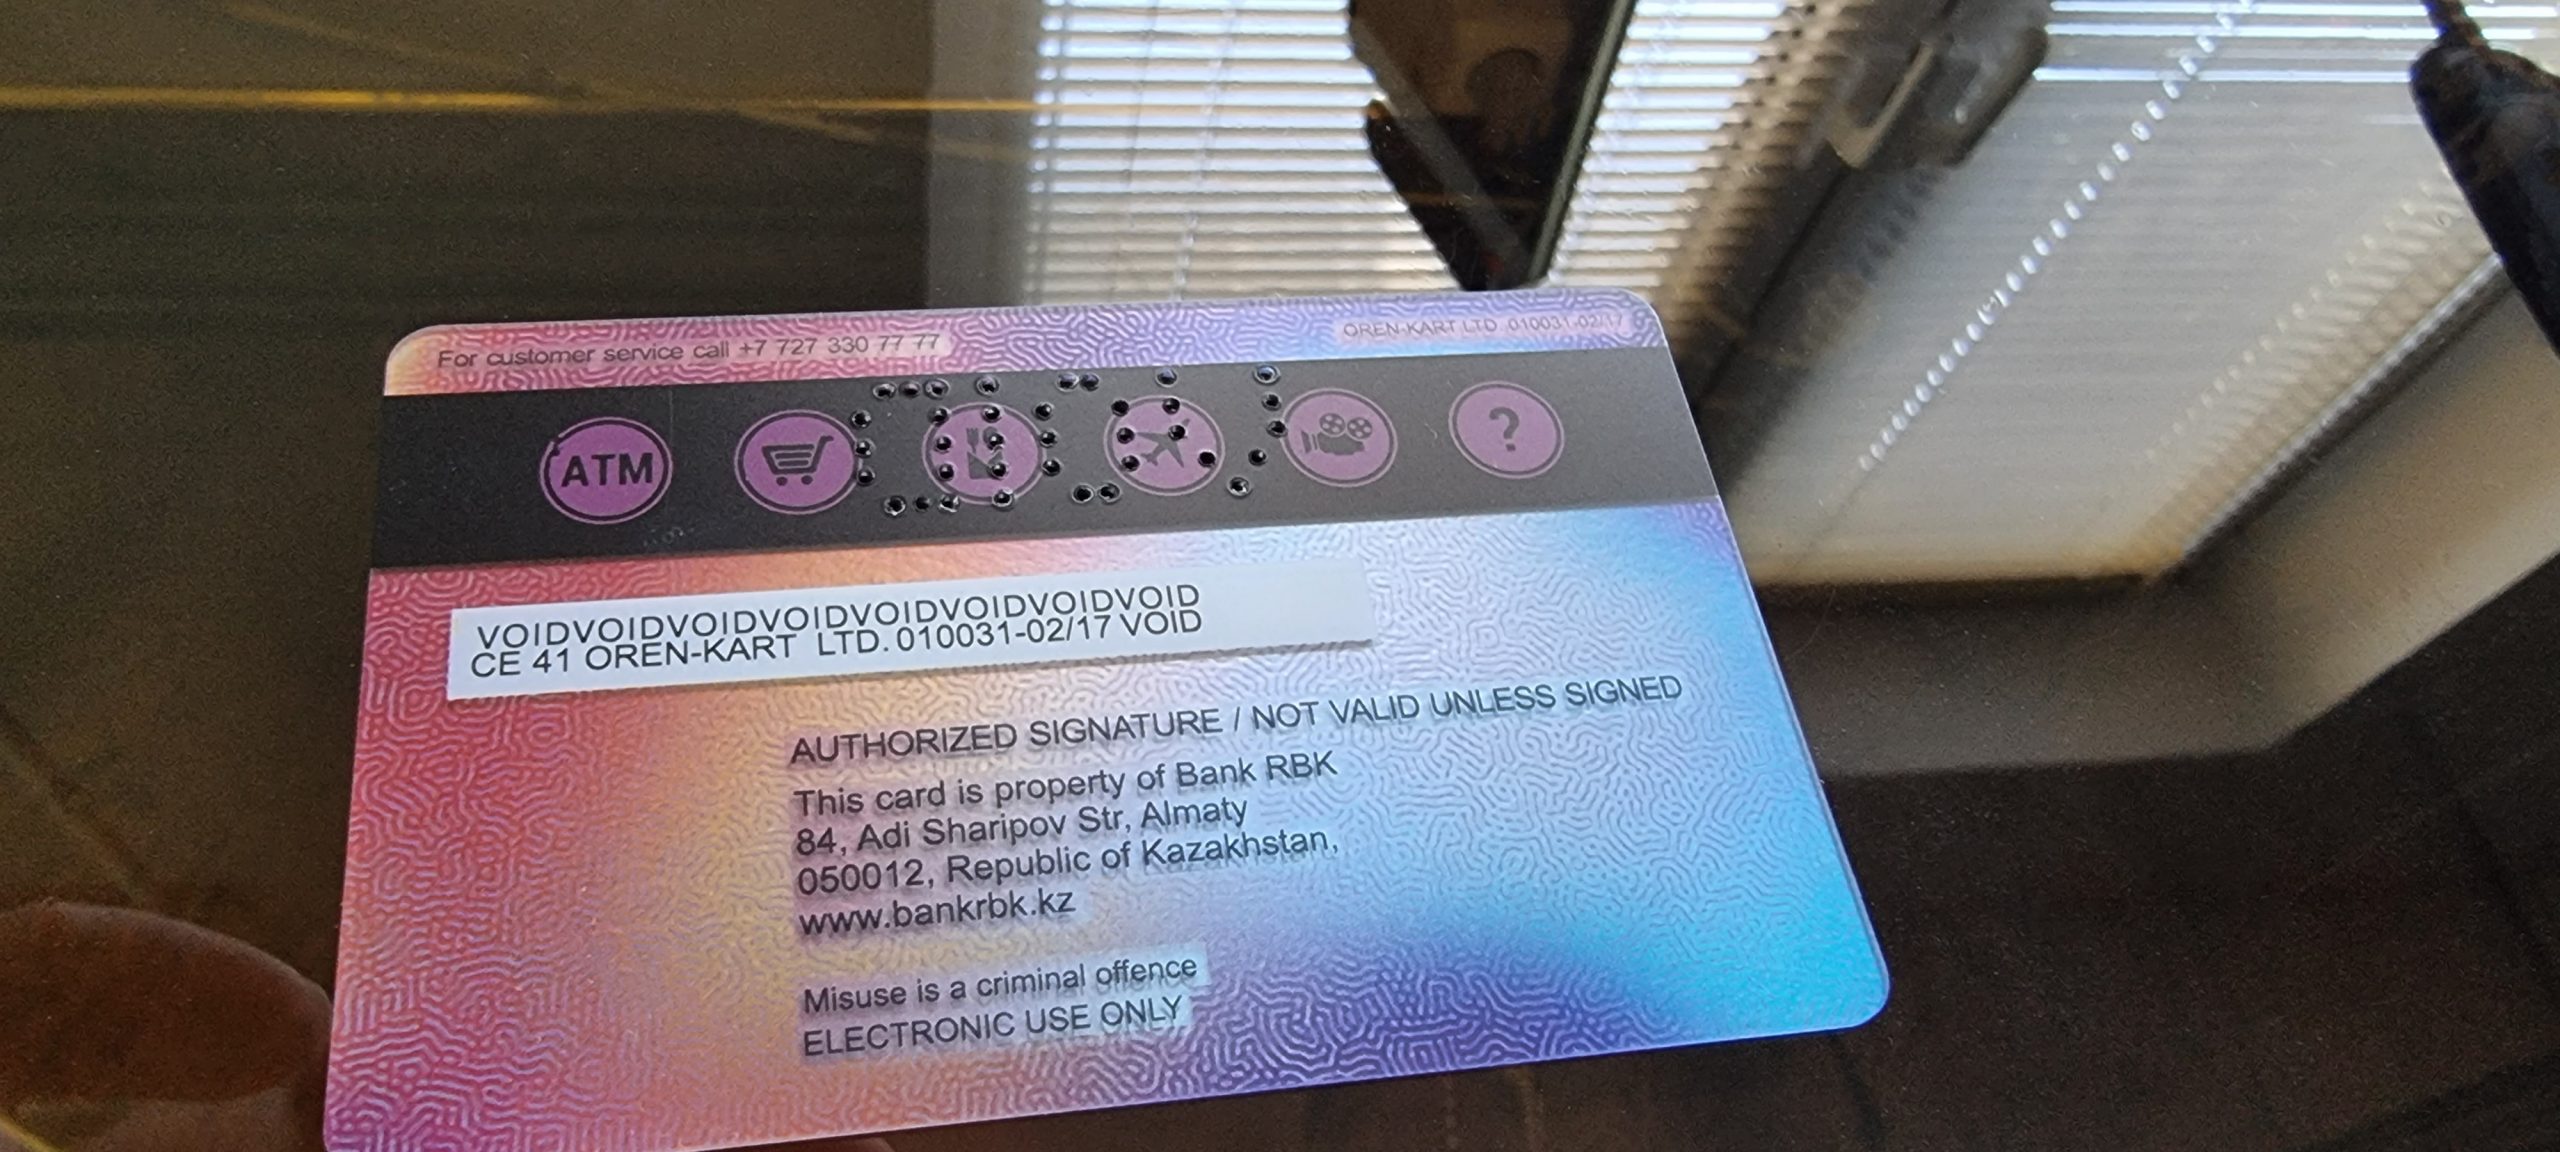 For customer service call +7 727 330 77 77
OREN-KART LTD. 010031-02/17
ATM
?
VOIDVOIDVOIDVOIDVOIDVOIDVOIDVOID
CE 41 OREN-KART LTD. 010031-02/17 VOID
AUTHORIZED SIGNATURE / NOT VALID UNLESS SIGNED
This card is property of Bank RBK
84, Adi Sharipov Str, Almaty
050012, Republic of Kazakhstan,
www.bankrbk.kz
Misuse is a criminal offence
ELECTRONIC USE ONLY